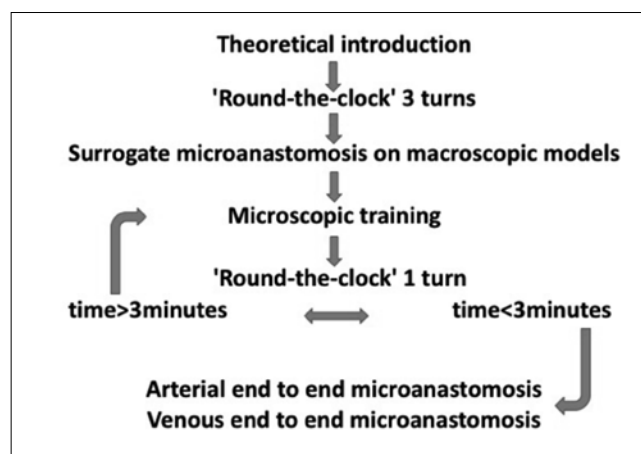 Theoretical introduction
'Round-the-clock' 3 turns
Surrogate microanastomosis on macroscopic models
Microscopic training
'Round-the-clock' 1 turn
time>3minutes
time<3minutes
Arterial end to end microanastomosis
Venous end to end microanastomosis